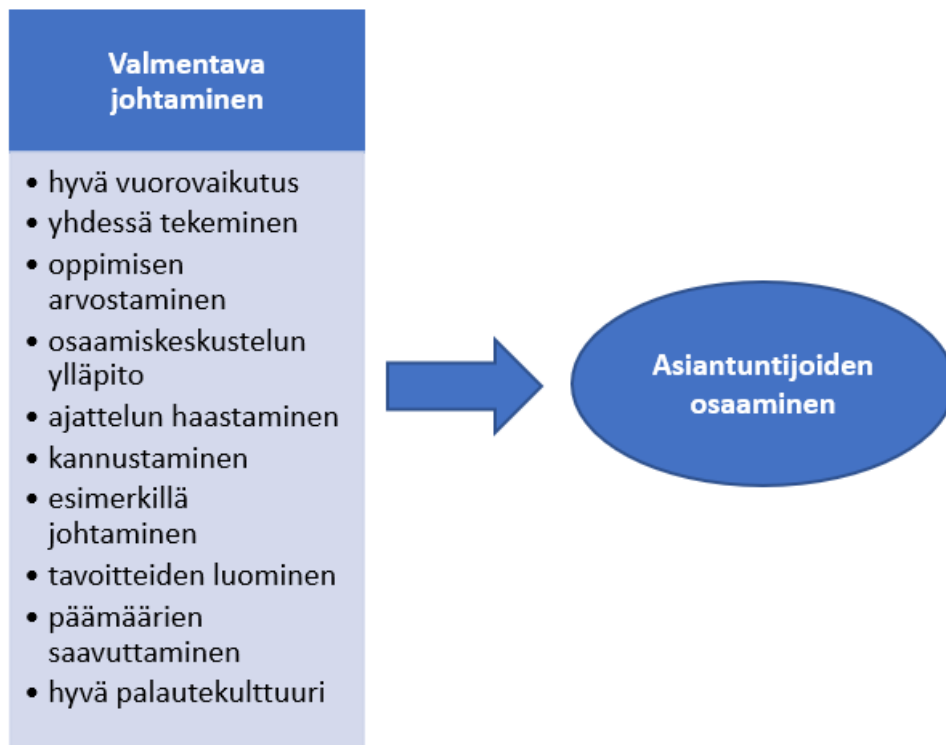 Valmentava
johtaminen
• hyvä vuorovaikutus
• yhdessä tekeminen
• oppimisen
arvostaminen
• osaamiskeskustelun
ylläpito
• ajattelun haastaminen
• kannustaminen
• esimerkillä
johtaminen
• tavoitteiden luominen
• päämäärien
saavuttaminen
• hyvä palautekulttuuri
Asiantuntijoiden
osaaminen